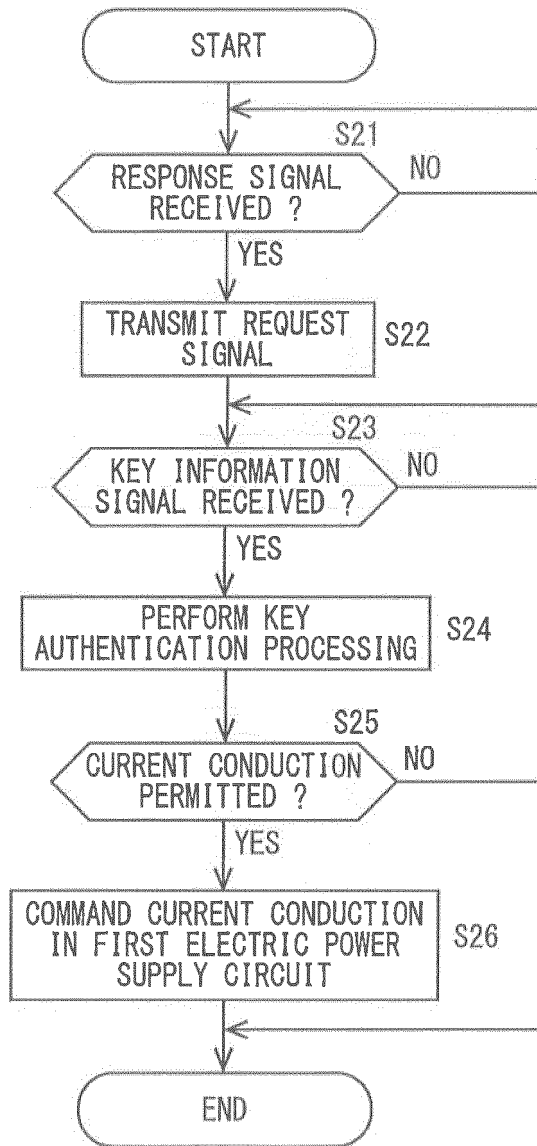 START
S21
RESPONSE SIGNAL
RECEIVED ?
NO
YES
TRANSMIT REQUEST
SIGNAL
S22
S23
KEY INFORMATION
SIGNAL RECEIVED ?
NO
YES
PERFORM KEY
AUTHENTICATION PROCESSING
S24
S25
CURRENT CONDUCTION
PERMITTED ?
NO
YES
COMMAND CURRENT CONDUCTION
IN FIRST ELECTRIC POWER
SUPPLY CIRCUIT
S26
END